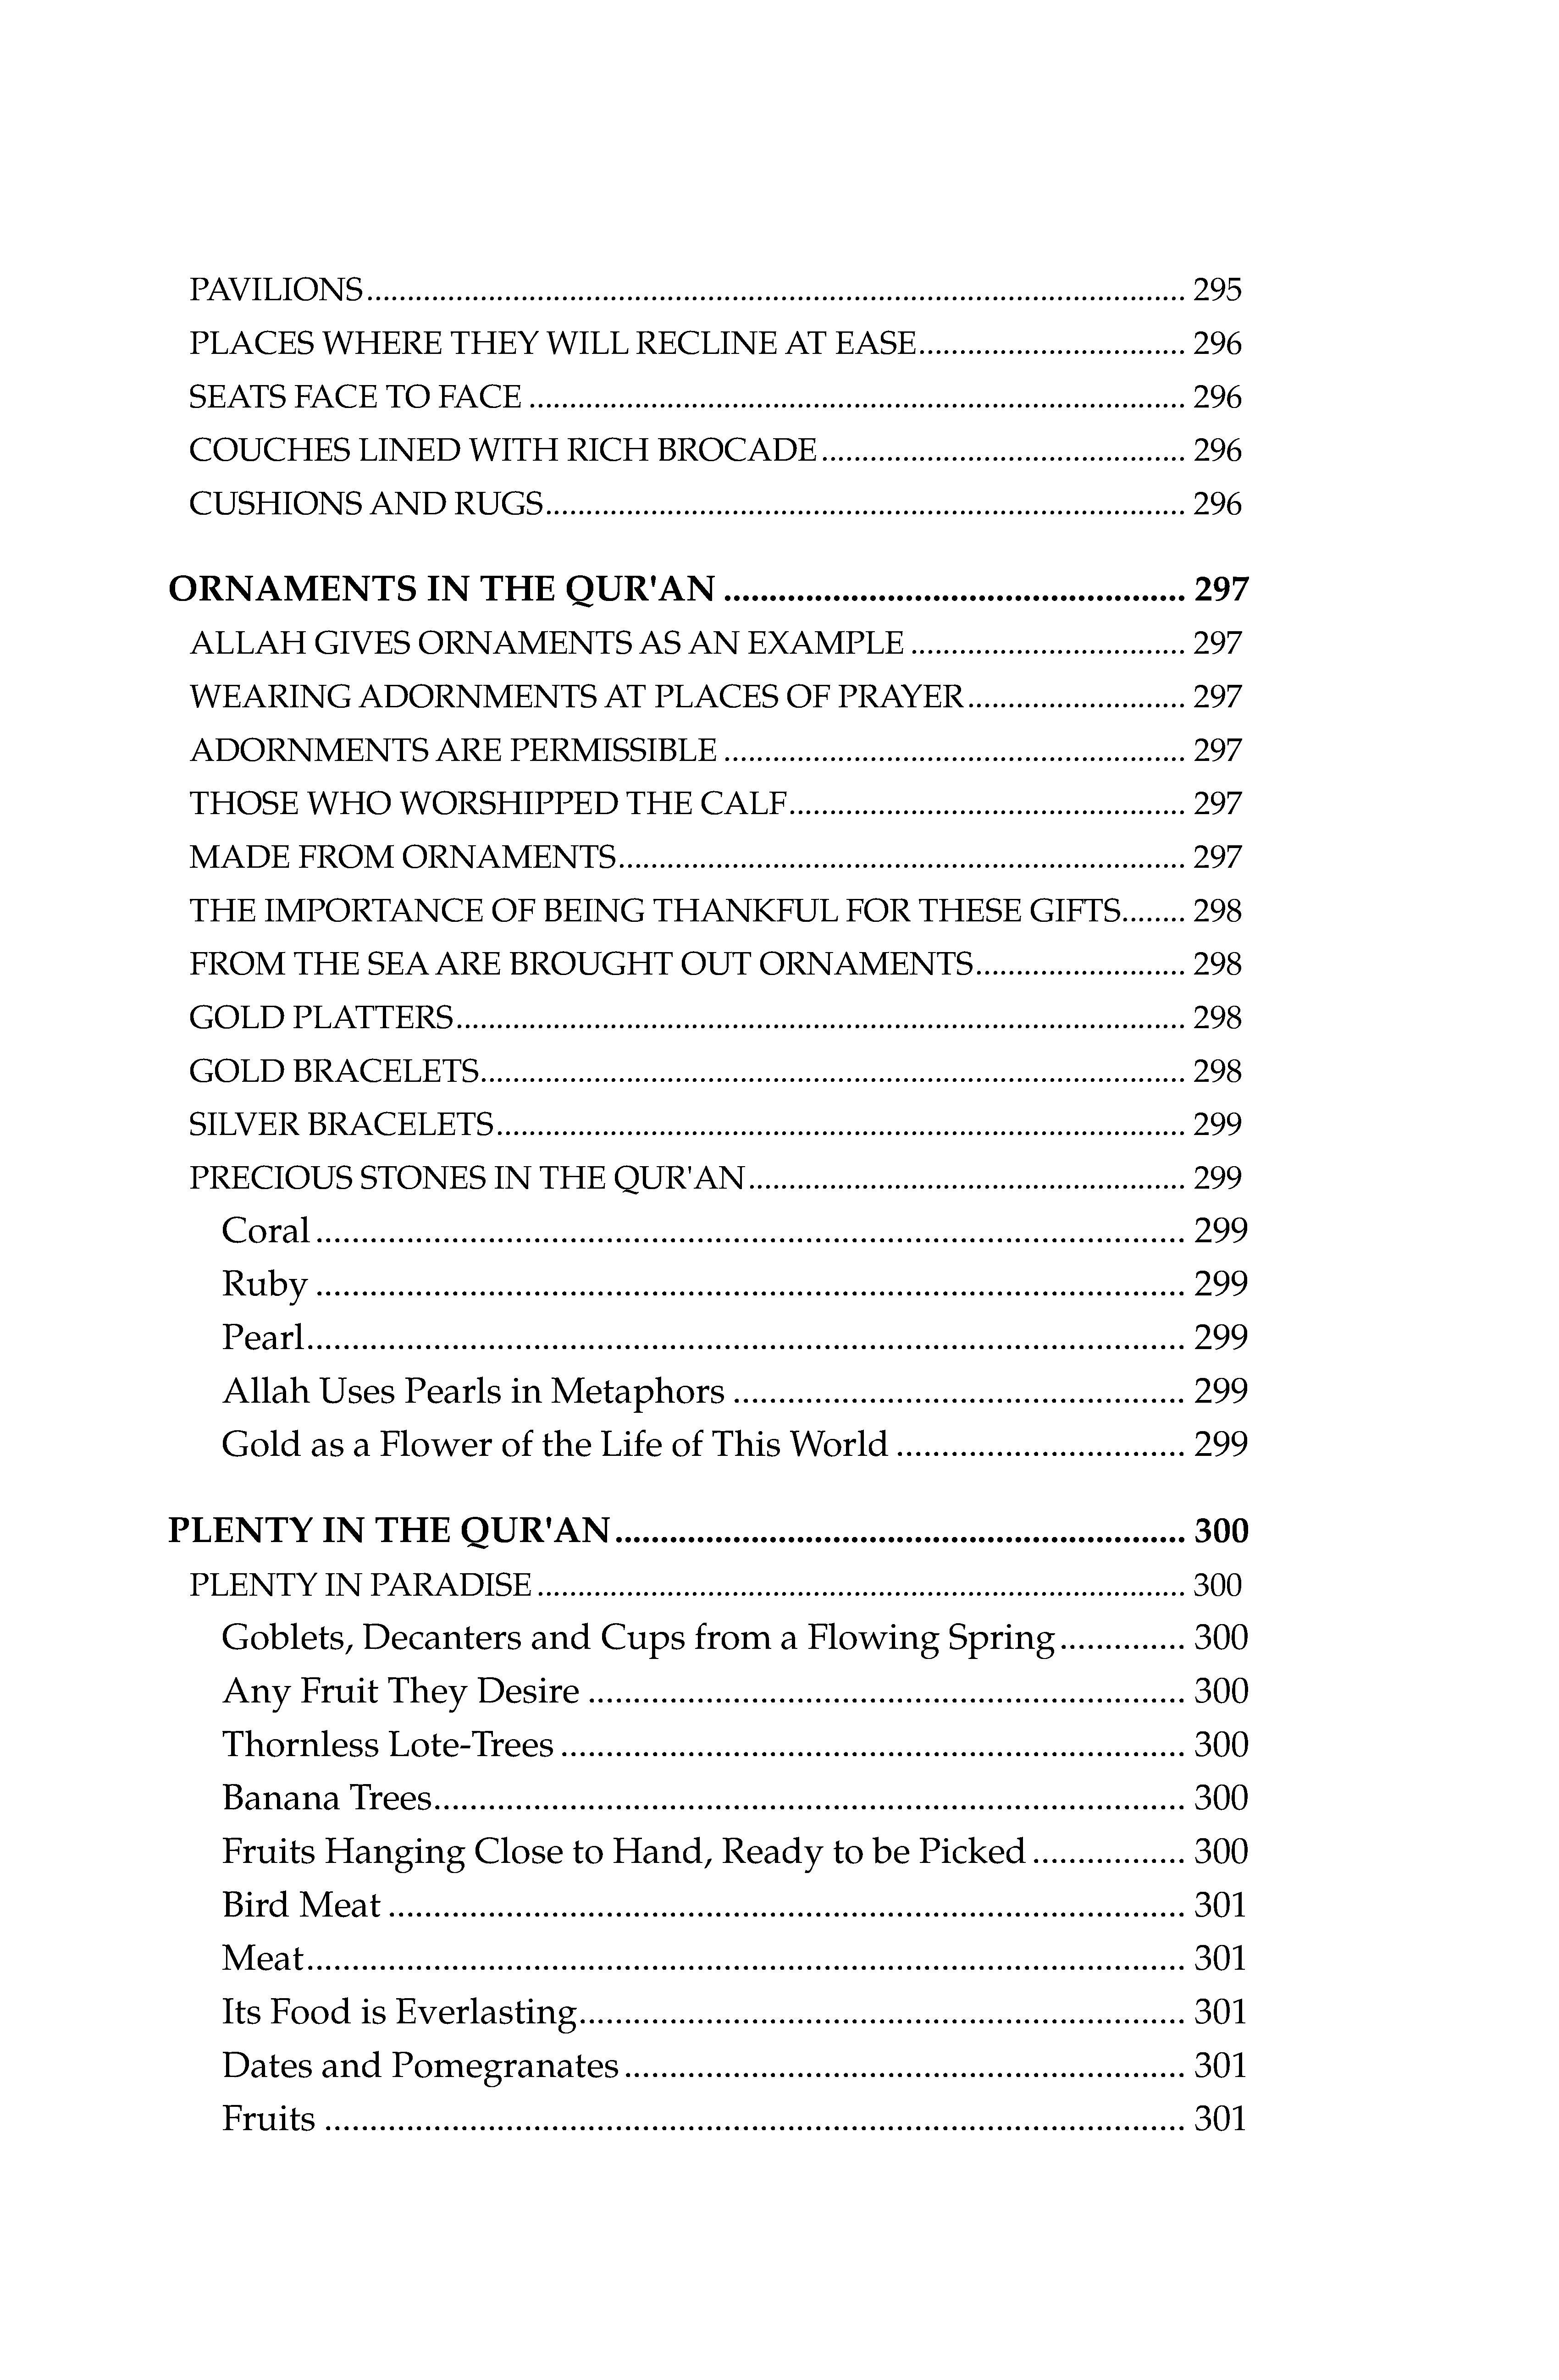 PAVILIONS.......... 295
PLACES WHERE THEY WILL RECLINE AT EASE.......... 296
SEATS FACE TO FACE .......... 296
COUCHES LINED WITH RICH BROCADE.......... 296
CUSHIONS AND RUGS.......... 296
ORNAMENTS IN THE QUR'AN .......... 297
ALLAH GIVES ORNAMENTS AS AN EXAMPLE .......... 297
WEARING ADORNMENTS AT PLACES OF PRAYER.......... 297
ADORNMENTS ARE PERMISSIBLE .......... 297
THOSE WHO WORSHIPPED THE CALF.......... 297
MADE FROM ORNAMENTS.......... 297
THE IMPORTANCE OF BEING THANKFUL FOR THESE GIFTS........ 298
FROM THE SEA ARE BROUGHT OUT ORNAMENTS.......... 298
GOLD PLATTERS.......... 298
GOLD BRACELETS.......... 298
SILVER BRACELETS.......... 299
PRECIOUS STONES IN THE QUR'AN.......... 299
Coral .......... 299
Ruby .......... 299
Pearl.......... 299
Allah Uses Pearls in Metaphors .......... 299
Gold as a Flower of the Life of This World .......... 299
PLENTY IN THE QUR'AN.......... 300
PLENTY IN PARADISE .......... 300
Goblets, Decanters and Cups from a Flowing Spring .......... 300
Any Fruit They Desire .......... 300
Thornless Lote-Trees .......... 300
Banana Trees.......... 300
Fruits Hanging Close to Hand, Ready to be Picked .......... 300
Bird Meat .......... 301
Meat.......... 301
Its Food is Everlasting.......... 301
Dates and Pomegranates .......... 301
Fruits .......... 301